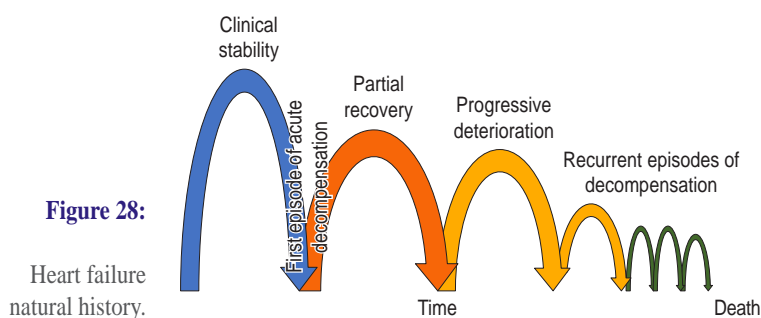 Clinical
stability
First episode of acute
decompensation
Partial
recovery
Progressive
deterioration
Recurrent episodes of
decompensation
Figure 28:
Heart failure
natural history.
Time
Death